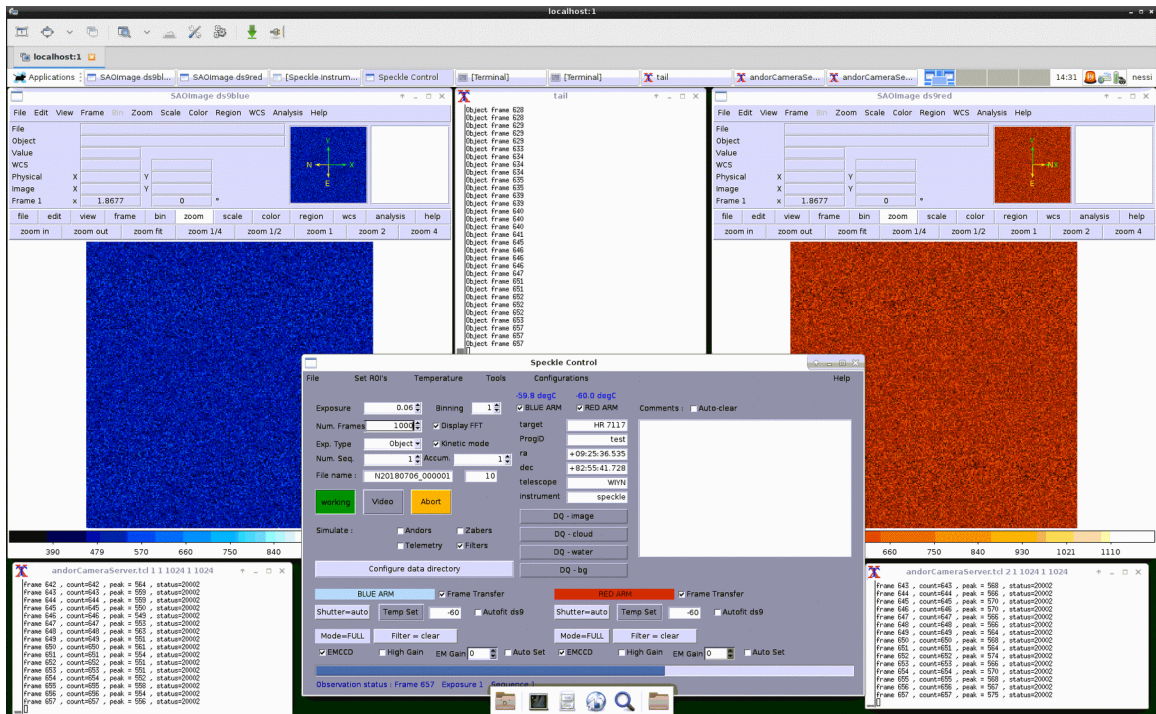 localhost:1
localhost:1
Applications SAOImage ds9bl... SAOImage ds9red [Speckle instrum... Speckle Control [Terminal] [Terminal] tail andorCameraSe... andorCameraSe... 14:31 nessi
SAOImage ds9blue
File Edit View Frame Bin Zoom Scale Color Region WCS Analysis Help
File
Object
Value
WCS
Physical X Y
Image X Y
Frame 1 x 1.8677 0 °
Y
N X
E
file edit view frame bin zoom scale color region wcs analysis help
zoom in zoom out zoom fit zoom 1/4 zoom 1/2 zoom 1 zoom 2 zoom 4
390 479 570 660 750 840
tail
Object frame 628
Object frame 628
Object frame 629
Object frame 629
Object frame 629
Object frame 633
Object frame 634
Object frame 634
Object frame 634
Object frame 635
Object frame 635
Object frame 639
Object frame 639
Object frame 640
Object frame 640
Object frame 640
Object frame 641
Object frame 645
Object frame 646
Object frame 646
Object frame 646
Object frame 647
Object frame 651
Object frame 651
Object frame 652
Object frame 652
Object frame 652
Object frame 653
Object frame 657
Object frame 657
Object frame 657
SAOImage ds9red
File Edit View Frame Bin Zoom Scale Color Region WCS Analysis Help
File
Object
Value
WCS
Physical X Y
Image X Y
Frame 1 x 1.8677 0 °
Y
NX
E
file edit view frame bin zoom scale color region wcs analysis help
zoom in zoom out zoom fit zoom 1/4 zoom 1/2 zoom 1 zoom 2 zoom 4
660 750 840 930 1021 1110
Speckle Control
File Set ROI's Temperature Tools Configurations Help
-59.8 degC -60.0 degC
Exposure 0.06 Binning 1 BLUE ARM RED ARM Comments : Auto-clear
Num. Frames 1000 Display FFT target HR 7117
Exp. Type Object Kinetic mode ProgID test
Num. Seq. 1 Accum. 1 ra +09:25:36.535
dec +82:55:41.728
File name : N20180706_000001 10 telescope WIYN
instrument speckle
working Video Abort
DQ - image
DQ - cloud
DQ - water
DQ - bg
Simulate : Andors Zabers
Telemetry Filters
Configure data directory
BLUE ARM Frame Transfer RED ARM Frame Transfer
Shutter=auto Temp Set -60 Autofit ds9 Shutter=auto Temp Set -60 Autofit ds9
Mode=FULL Filter = clear Mode=FULL Filter = clear
EMCCD High Gain EM Gain 0 Auto Set EMCCD High Gain EM Gain 0 Auto Set
Observation status : Frame 657 Exposure 1 Sequence 1
andorCameraServer.tcl 1 1 1024 1 1024
frame 642 , count=642 , peak = 564 , status=20002
frame 643 , count=643 , peak = 559 , status=20002
frame 644 , count=644 , peak = 559 , status=20002
frame 645 , count=645 , peak = 550 , status=20002
frame 646 , count=646 , peak = 549 , status=20002
frame 647 , count=647 , peak = 553 , status=20002
frame 648 , count=648 , peak = 563 , status=20002
frame 649 , count=649 , peak = 551 , status=20002
frame 650 , count=650 , peak = 561 , status=20002
frame 651 , count=651 , peak = 554 , status=20002
frame 652 , count=652 , peak = 551 , status=20002
frame 653 , count=653 , peak = 551 , status=20002
frame 654 , count=654 , peak = 552 , status=20002
frame 655 , count=655 , peak = 558 , status=20002
frame 656 , count=656 , peak = 554 , status=20002
frame 657 , count=657 , peak = 556 , status=20002
andorCameraServer.tcl 2 1 1024 1 1024
frame 643 , count=643 , peak = 568 , status=20002
frame 644 , count=644 , peak = 566 , status=20002
frame 645 , count=645 , peak = 570 , status=20002
frame 646 , count=646 , peak = 570 , status=20002
frame 647 , count=647 , peak = 565 , status=20002
frame 648 , count=648 , peak = 566 , status=20002
frame 649 , count=649 , peak = 564 , status=20002
frame 650 , count=650 , peak = 568 , status=20002
frame 651 , count=651 , peak = 573 , status=20002
frame 652 , count=652 , peak = 574 , status=20002
frame 653 , count=653 , peak = 566 , status=20002
frame 654 , count=654 , peak = 570 , status=20002
frame 655 , count=655 , peak = 568 , status=20002
frame 656 , count=656 , peak = 567 , status=20002
frame 657 , count=657 , peak = 575 , status=20002